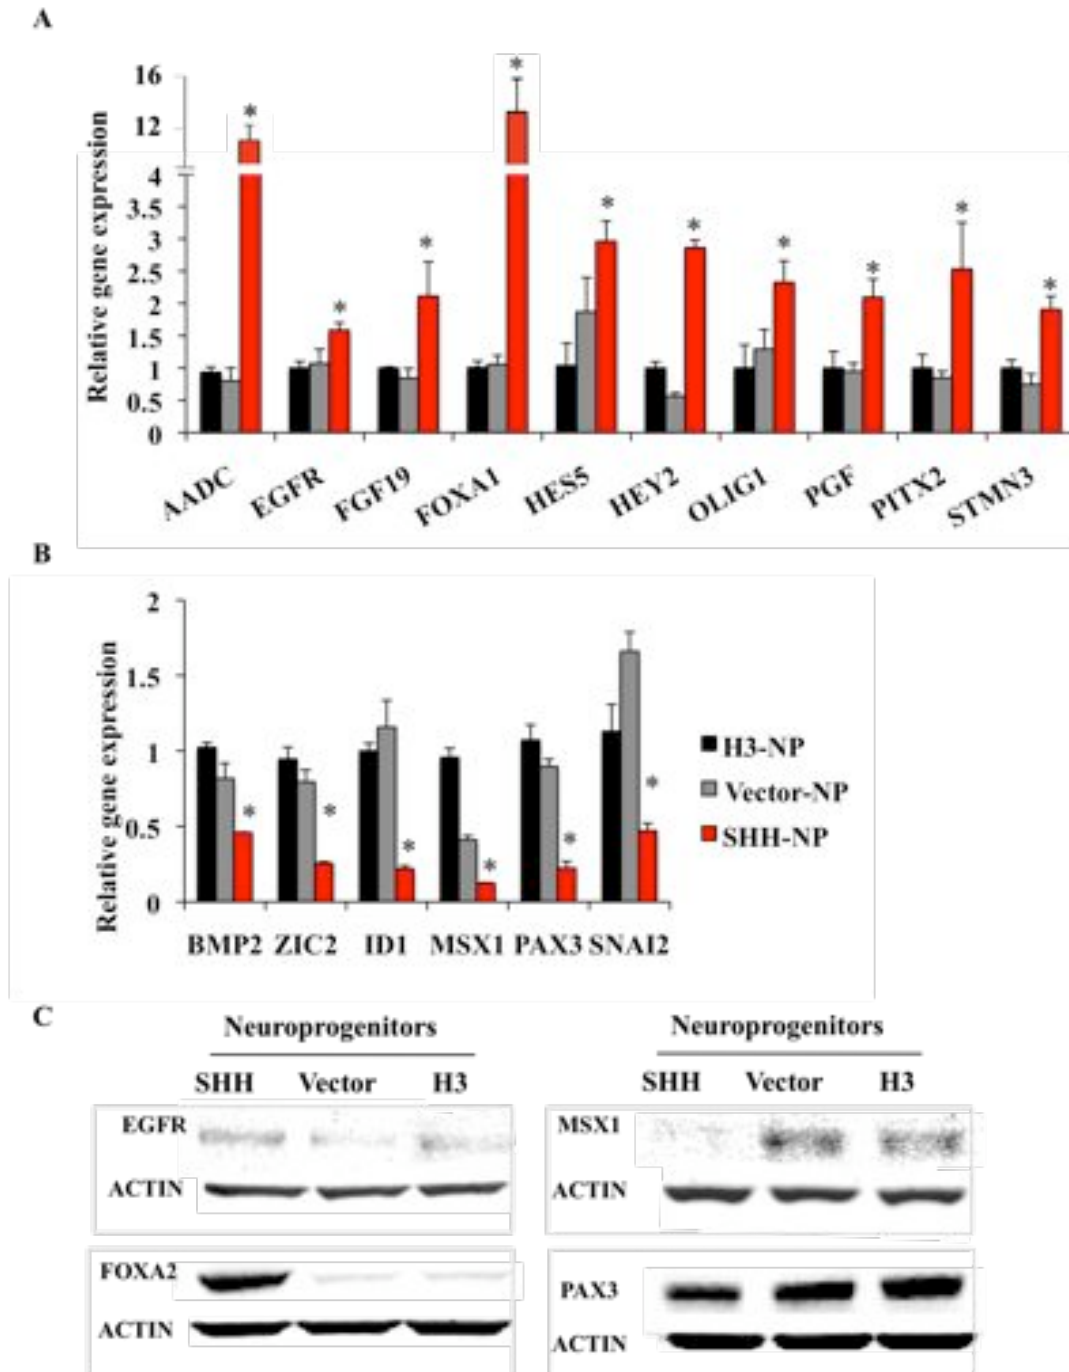 A
Relative gene expression
16
12
4
3.5
3
2.5
2
1.5
1
0.5
0
* * * * * * * * * *
AADC EGFR FGF19 FOXA1 HES5 HEY2 OLIG1 PGF PITX2 STMN3
B
Relative gene expression
2
1.5
1
0.5
0
* * * * * *
BMP2 ZIC2 ID1 MSX1 PAX3 SNAI2
H3-NP
Vector-NP
SHH-NP
C
Neuroprogenitors
SHH Vector H3
EGFR
ACTIN
FOXA2
ACTIN
Neuroprogenitors
SHH Vector H3
MSX1
ACTIN
PAX3
ACTIN